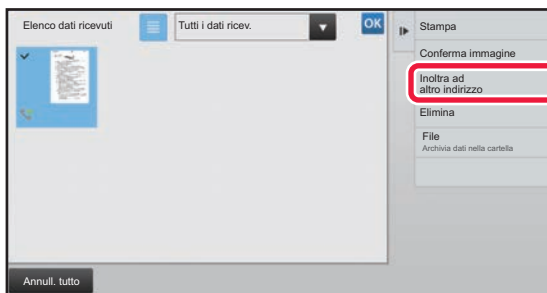 Elenco dati ricevuti
Tutti i dati ricev.
OK
Stampa
Conferma immagine
Inoltra ad
altro indirizzo
Elimina
File
Archivia dati nella cartella
Annull. tutto